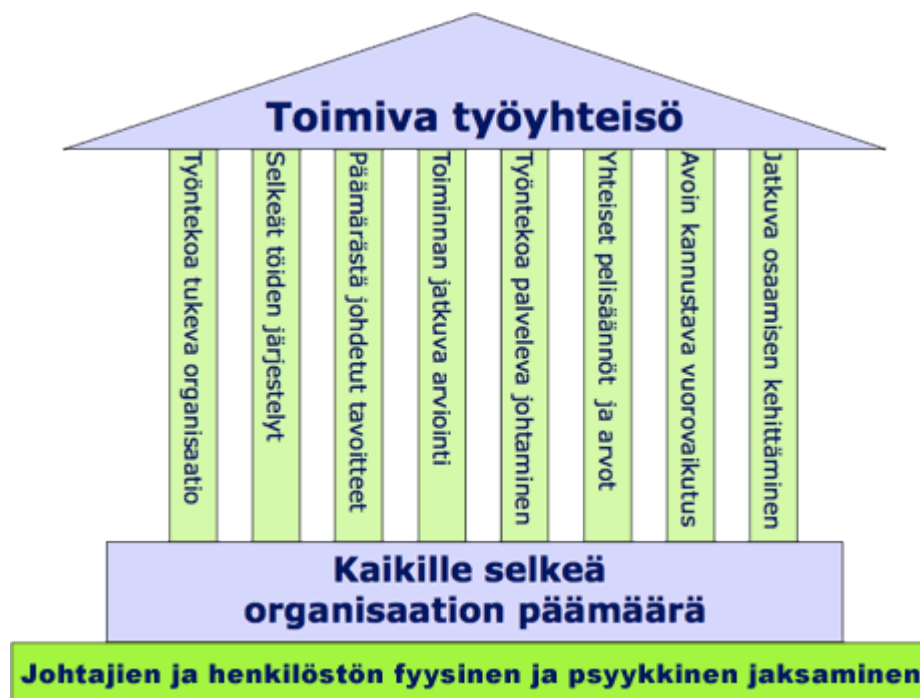 Toimiva työyhteisö
Työntekoa tukeva organisaatio
Selkeät töiden järjestelyt
Päämärästä johdetut tavoitteet
Toiminnan jatkuva arviointi
Työntekoa palveleva johtaminen
Yhteiset pelisäännöt ja arvot
Avoin kannustava vuorovaikutus
Jatkuva osaamisen kehittäminen
Kaikille selkeä
organisaation päämäärä
Johtajien ja henkilöstön fyysinen ja psyykkinen jaksaminen